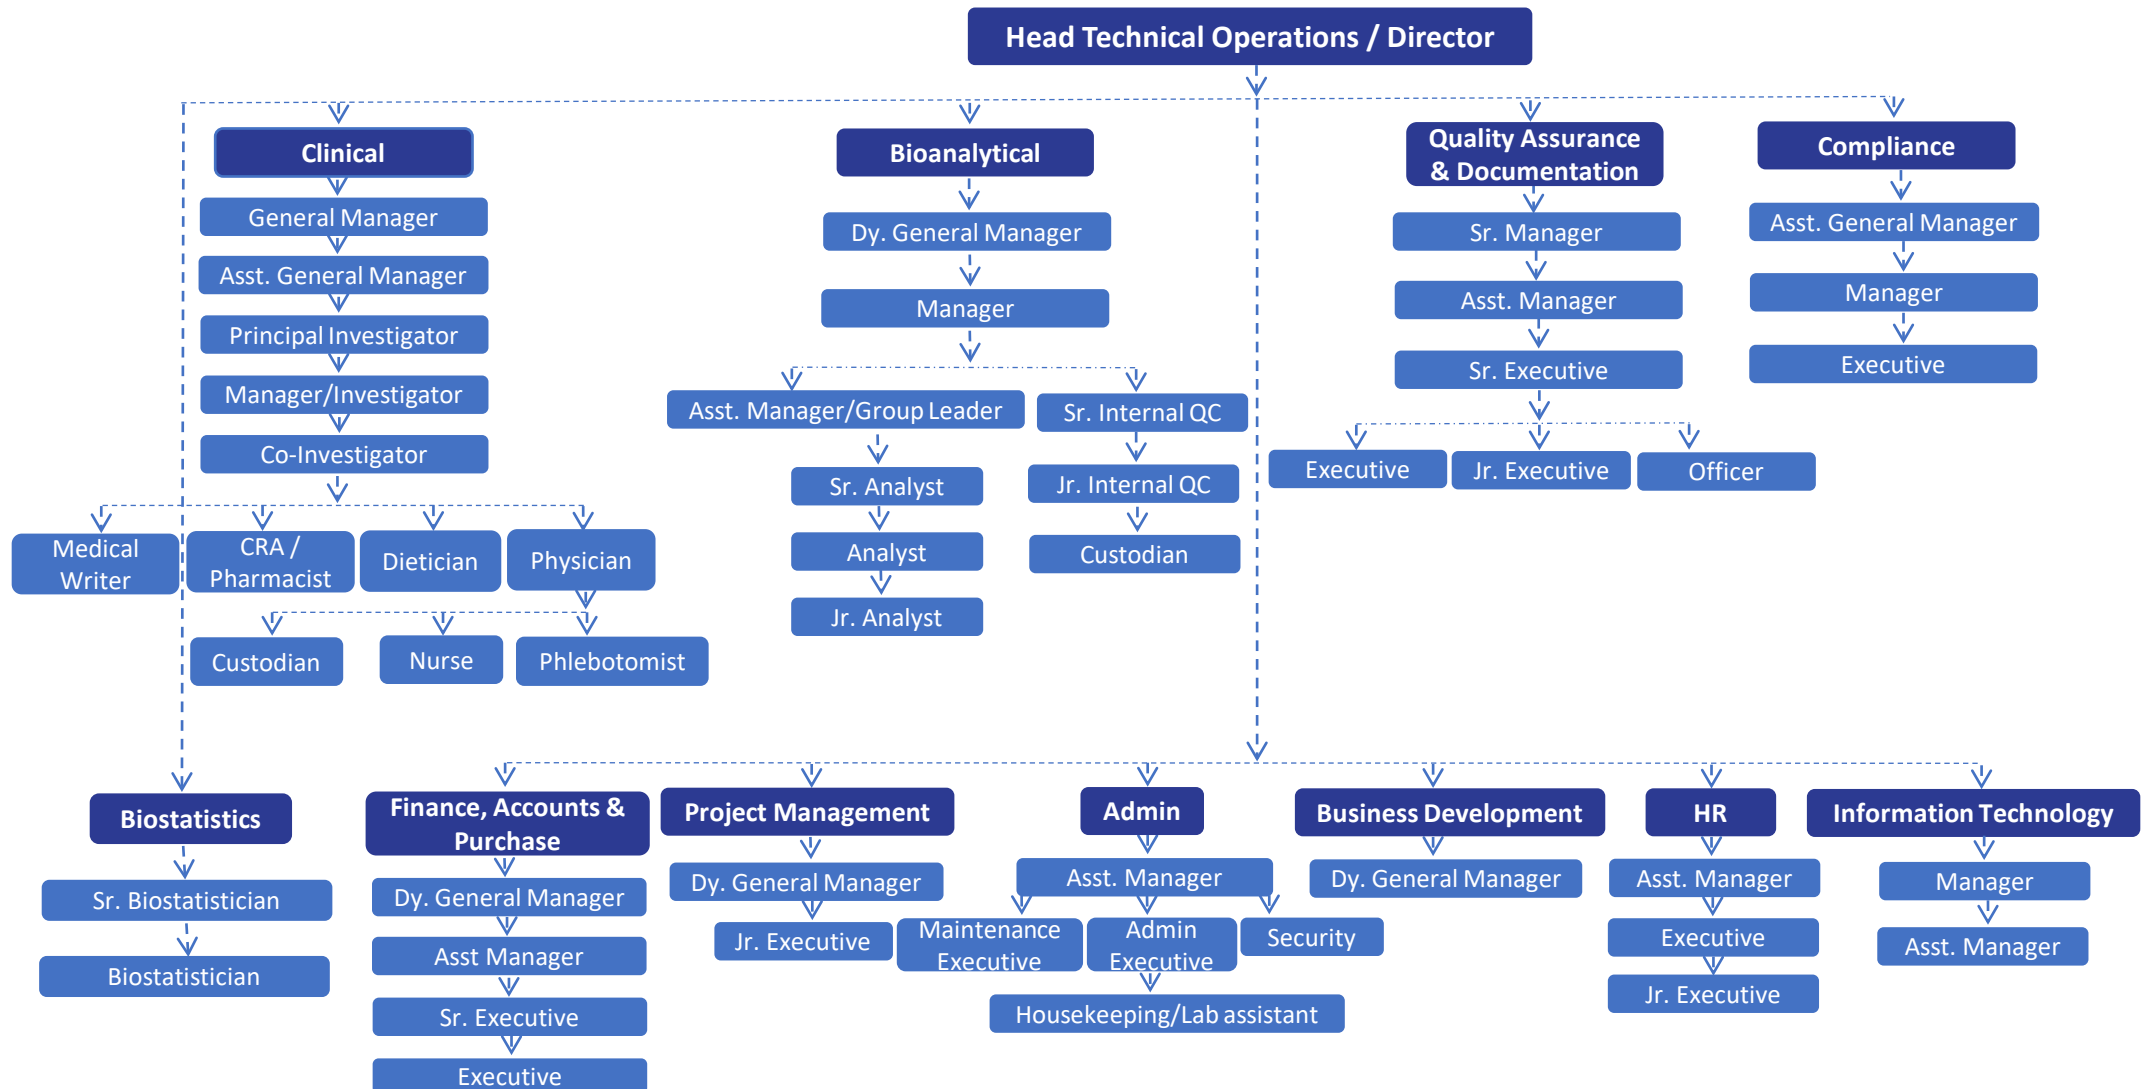 Head Technical Operations / Director
Clinical
General Manager
Asst. General Manager
Principal Investigator
Manager/Investigator
Co-Investigator
Medical
Writer
CRA /
Pharmacist
Dietician
Physician
Custodian
Nurse
Phlebotomist
Bioanalytical
Dy. General Manager
Manager
Asst. Manager/Group Leader
Sr. Analyst
Analyst
Jr. Analyst
Sr. Internal QC
Jr. Internal QC
Custodian
Quality Assurance
& Documentation
Sr. Manager
Asst. Manager
Sr. Executive
Executive
Jr. Executive
Officer
Compliance
Asst. General Manager
Manager
Executive
Biostatistics
Sr. Biostatistician
Biostatistician
Finance, Accounts &
Purchase
Dy. General Manager
Asst Manager
Sr. Executive
Executive
Project Management
Dy. General Manager
Jr. Executive
Admin
Asst. Manager
Maintenance
Executive
Admin
Executive
Security
Housekeeping/Lab assistant
Business Development
Dy. General Manager
HR
Asst. Manager
Executive
Jr. Executive
Information Technology
Manager
Asst. Manager